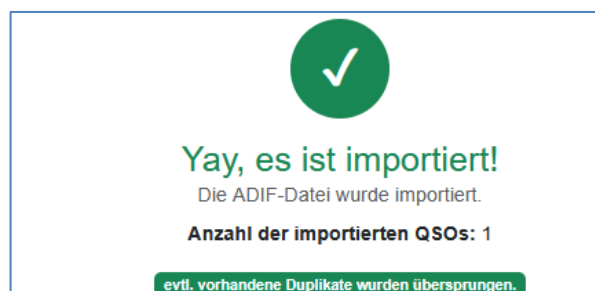 Yay, es ist importiert!
Die ADIF-Datei wurde importiert.
Anzahl der importierten QSOs: 1
evtl. vorhandene Duplikate wurden übersprungen.